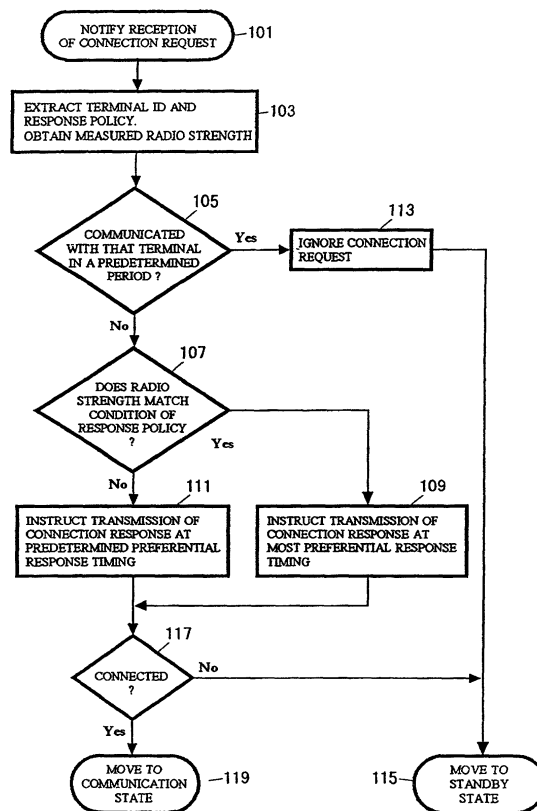 NOTIFY RECEPTION
OF CONNECTION REQUEST
101
EXTRACT TERMINAL ID AND
RESPONSE POLICY.
OBTAIN MEASURED RADIO STRENGTH
103
105
COMMUNICATED
WITH THAT TERMINAL
IN A PREDETERMINED
PERIOD ?
Yes
113
IGNORE CONNECTION
REQUEST
No
107
DOES RADIO
STRENGTH MATCH
CONDITION OF
RESPONSE POLICY
?
Yes
No
111
109
INSTRUCT TRANSMISSION OF
CONNECTION RESPONSE AT
PREDETERMINED PREFERENTIAL
RESPONSE TIMING
INSTRUCT TRANSMISSION OF
CONNECTION RESPONSE AT
MOST PREFERENTIAL RESPONSE
TIMING
117
CONNECTED
?
No
Yes
MOVE TO
COMMUNICATION
STATE
119
115
MOVE TO
STANDBY
STATE